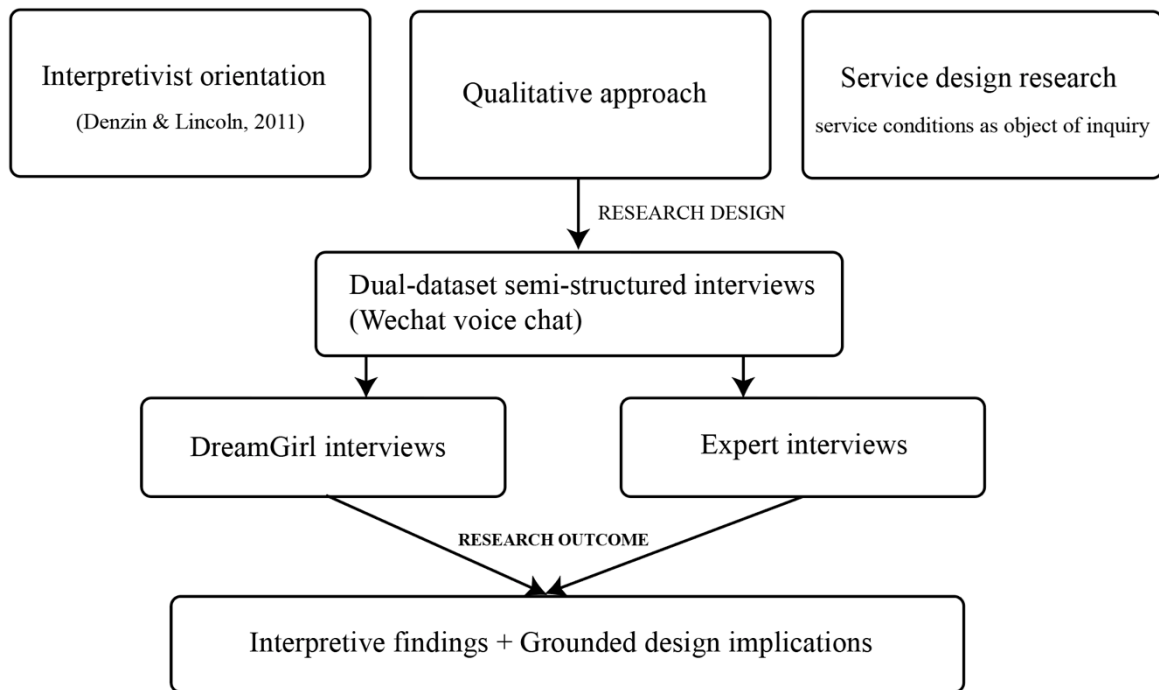 Interpretivist orientation
(Denzin & Lincoln, 2011)
Qualitative approach
Service design research
service conditions as object of inquiry
RESEARCH DESIGN
Dual-dataset semi-structured interviews
(Wechat voice chat)
DreamGirl interviews
Expert interviews
RESEARCH OUTCOME
Interpretive findings + Grounded design implications